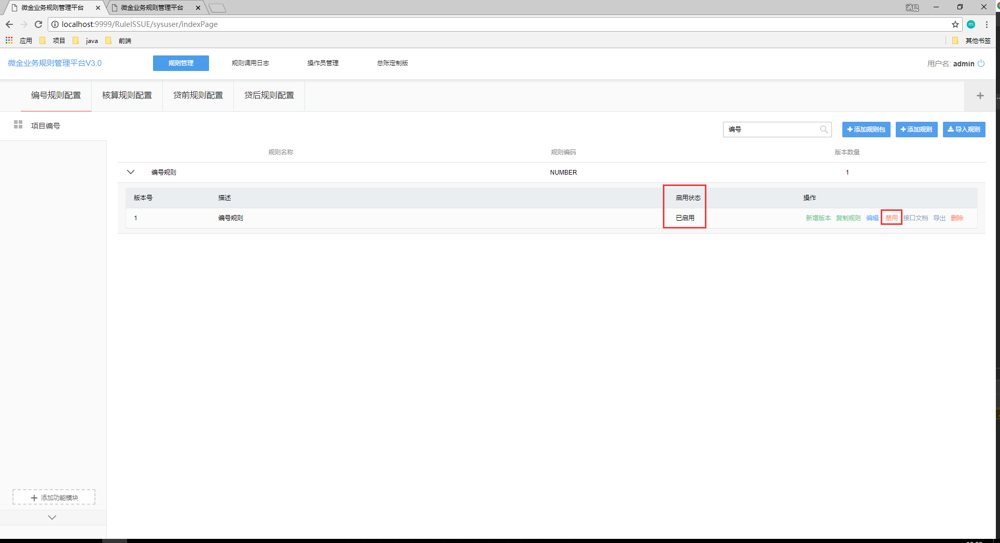 微金业务规则管理平台 微金业务规则管理平台 涵晨
localhost:9999/RuleISSUE/sysuser/indexPage m
应用 项目 java 前端 其他书签
微金业务规则管理平台V3.0 规则管理 规则调用日志 操作员管理 总账定制版 用户名: admin
编号规则配置 核算规则配置 贷前规则配置 贷后规则配置
项目编号 编号 添加规则包 添加规则 导入规则
规则名称 规则编码 版本数量
编号规则 NUMBER 1
版本号 描述 启用状态 操作
1 编号规则 已启用 新增版本 复制规则 编辑 禁用 接口文档 导出 删除
添加功能模块